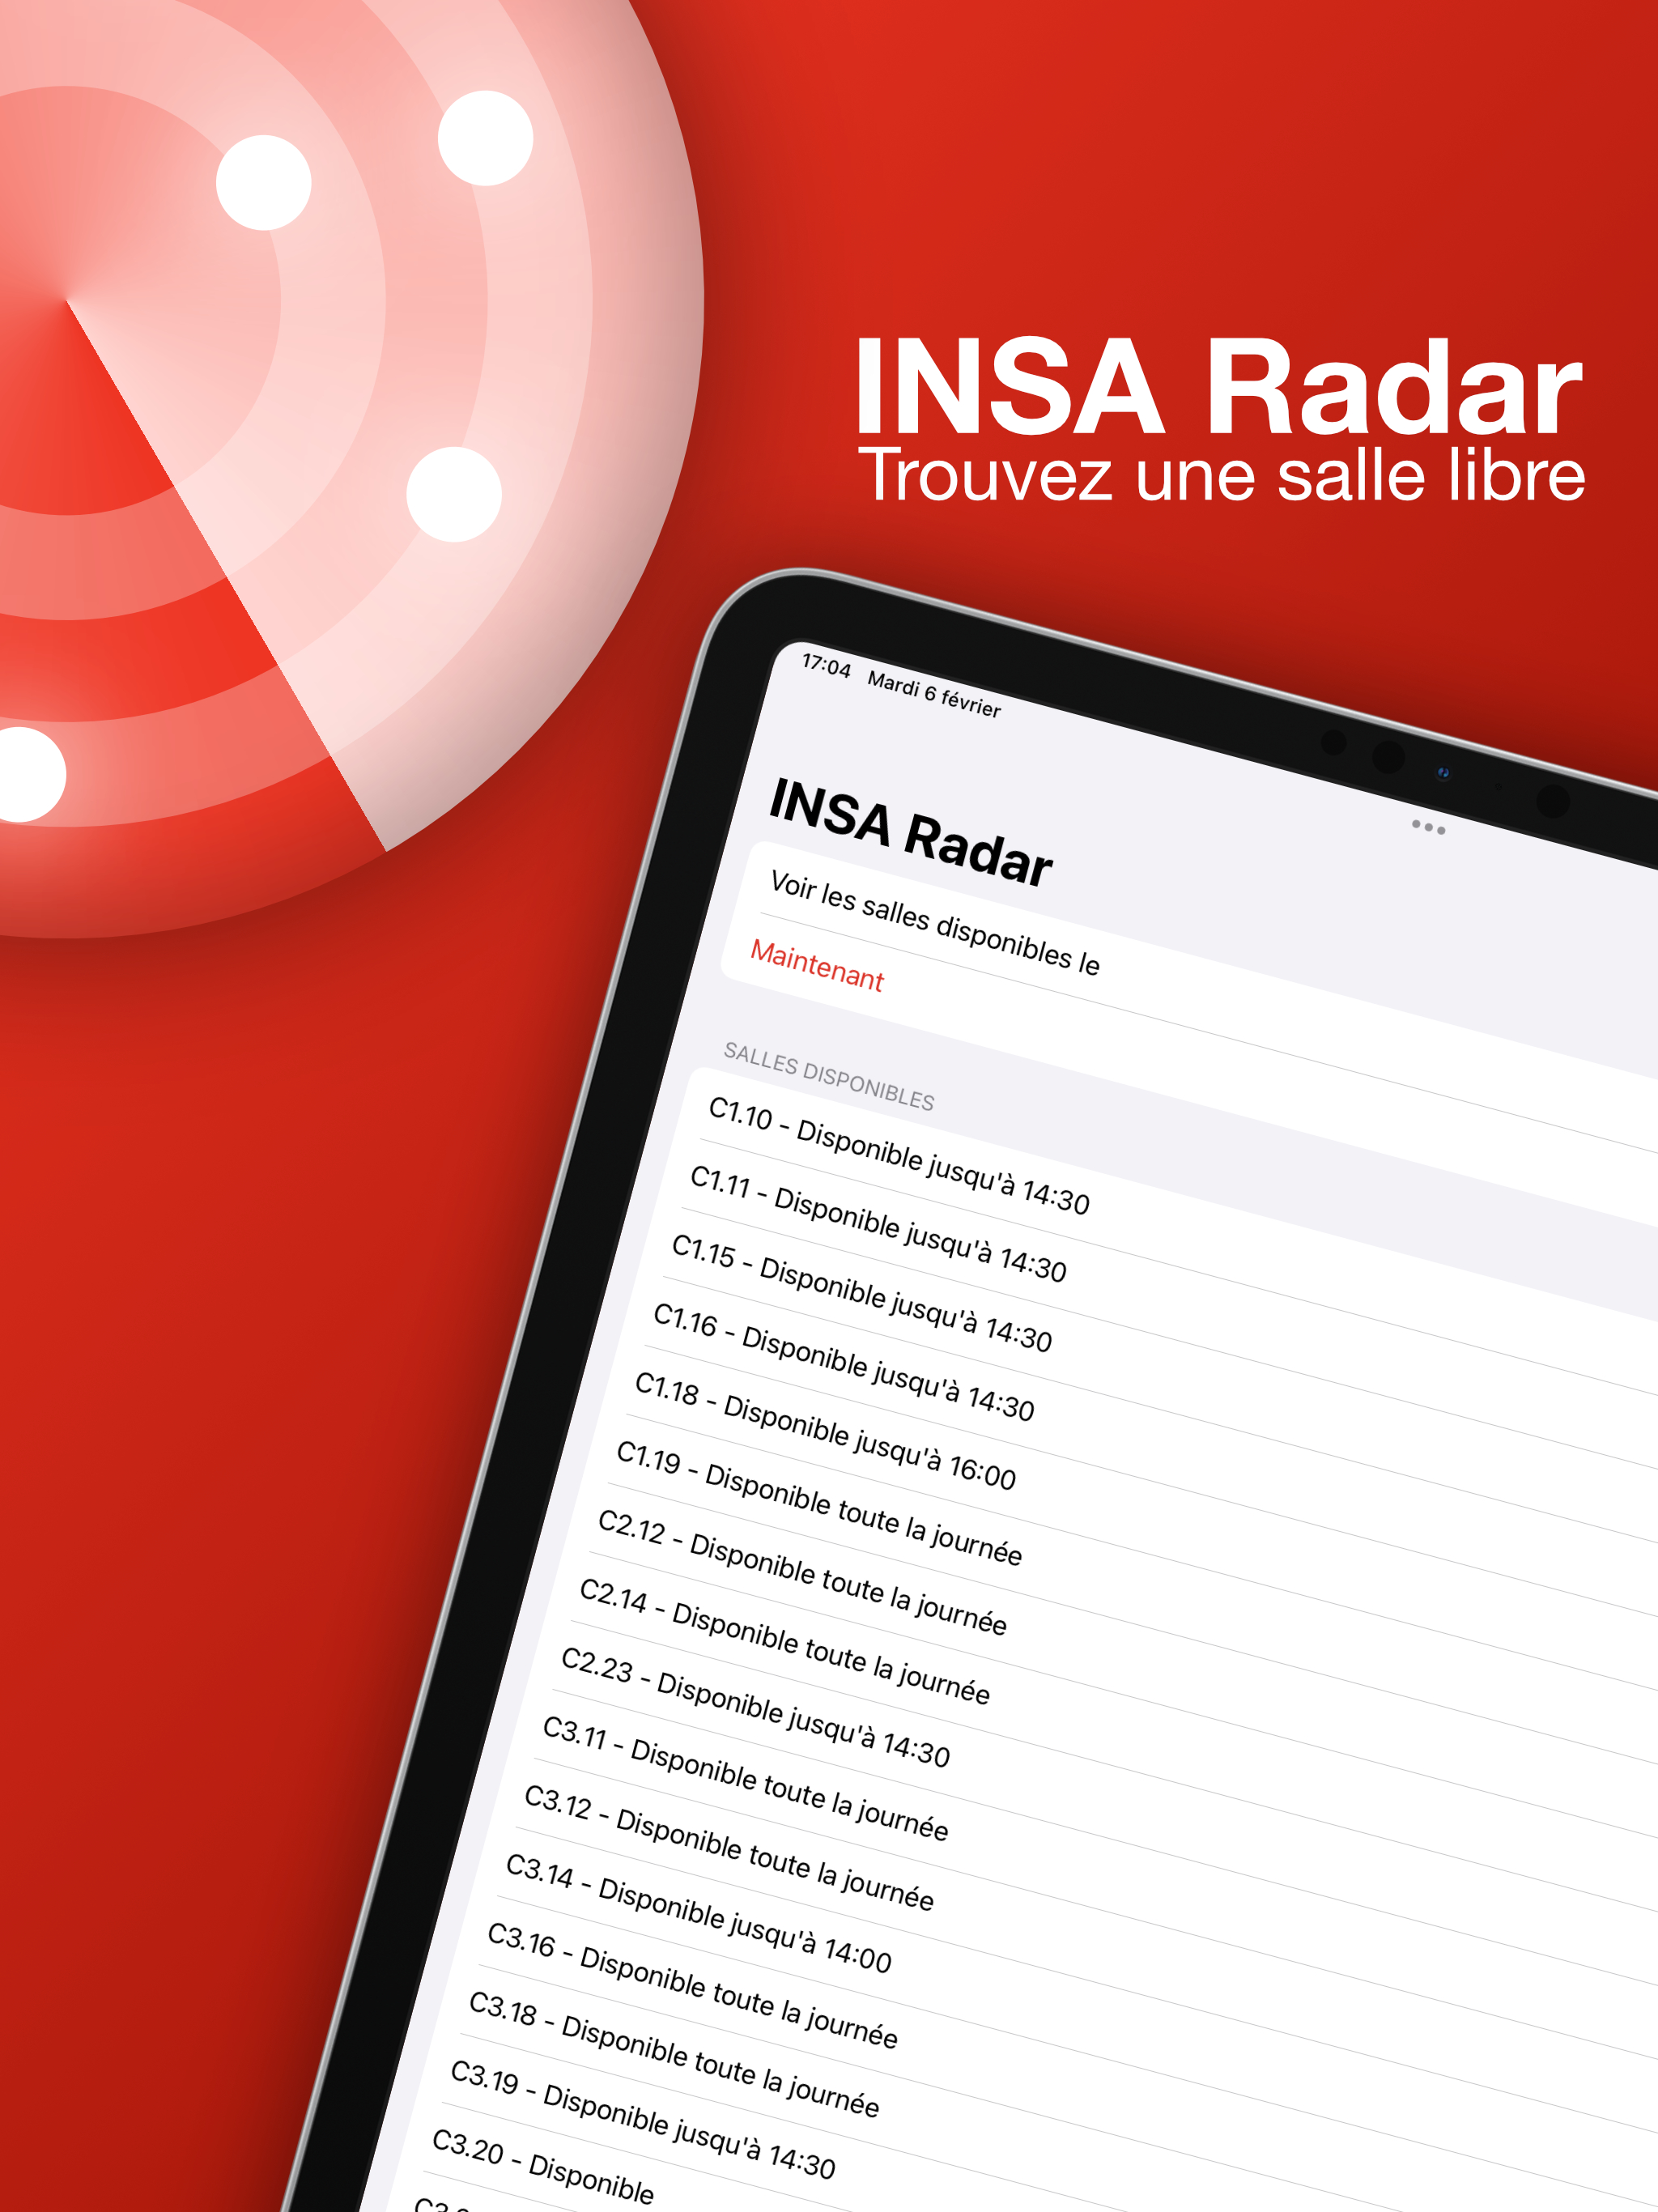 INSA Radar
Trouvez une salle libre
17:04 Mardi 6 février
INSA Radar
Voir les salles disponibles le
Maintenant
SALLES DISPONIBLES
C1.10 - Disponible jusqu'à 14:30
C1.11 - Disponible jusqu'à 14:30
C1.15 - Disponible jusqu'à 14:30
C1.16 - Disponible jusqu'à 14:30
C1.18 - Disponible jusqu'à 16:00
C1.19 - Disponible toute la journée
C2.12 - Disponible toute la journée
C2.14 - Disponible toute la journée
C2.23 - Disponible jusqu'à 14:30
C3.11 - Disponible toute la journée
C3.12 - Disponible toute la journée
C3.14 - Disponible jusqu'à 14:00
C3.16 - Disponible toute la journée
C3.18 - Disponible toute la journée
C3.19 - Disponible jusqu'à 14:30
C3.20 - Disponible